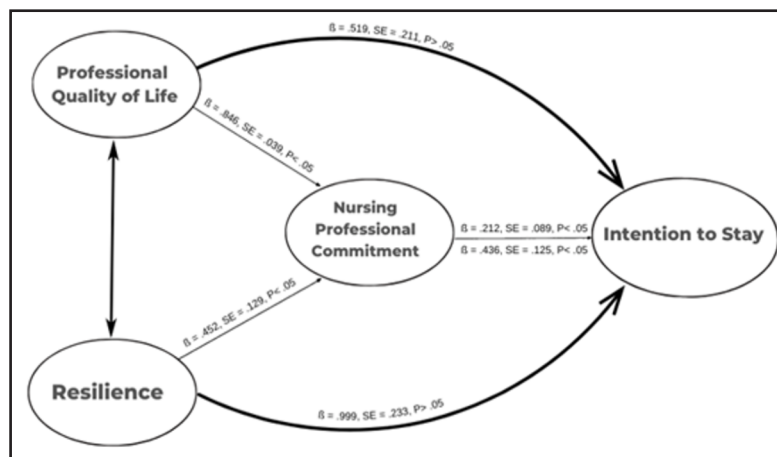 ß = .519, SE = .211, P> .05
Professional
Quality of Life
ß = .846, SE = .039, P< .05
Nursing
Professional
Commitment
ß = .212, SE = .089, P< .05
ß = .436, SE = .125, P< .05
Intention to Stay
ß = .452, SE = .129, P< .05
Resilience
ß = .999, SE = .233, P> .05